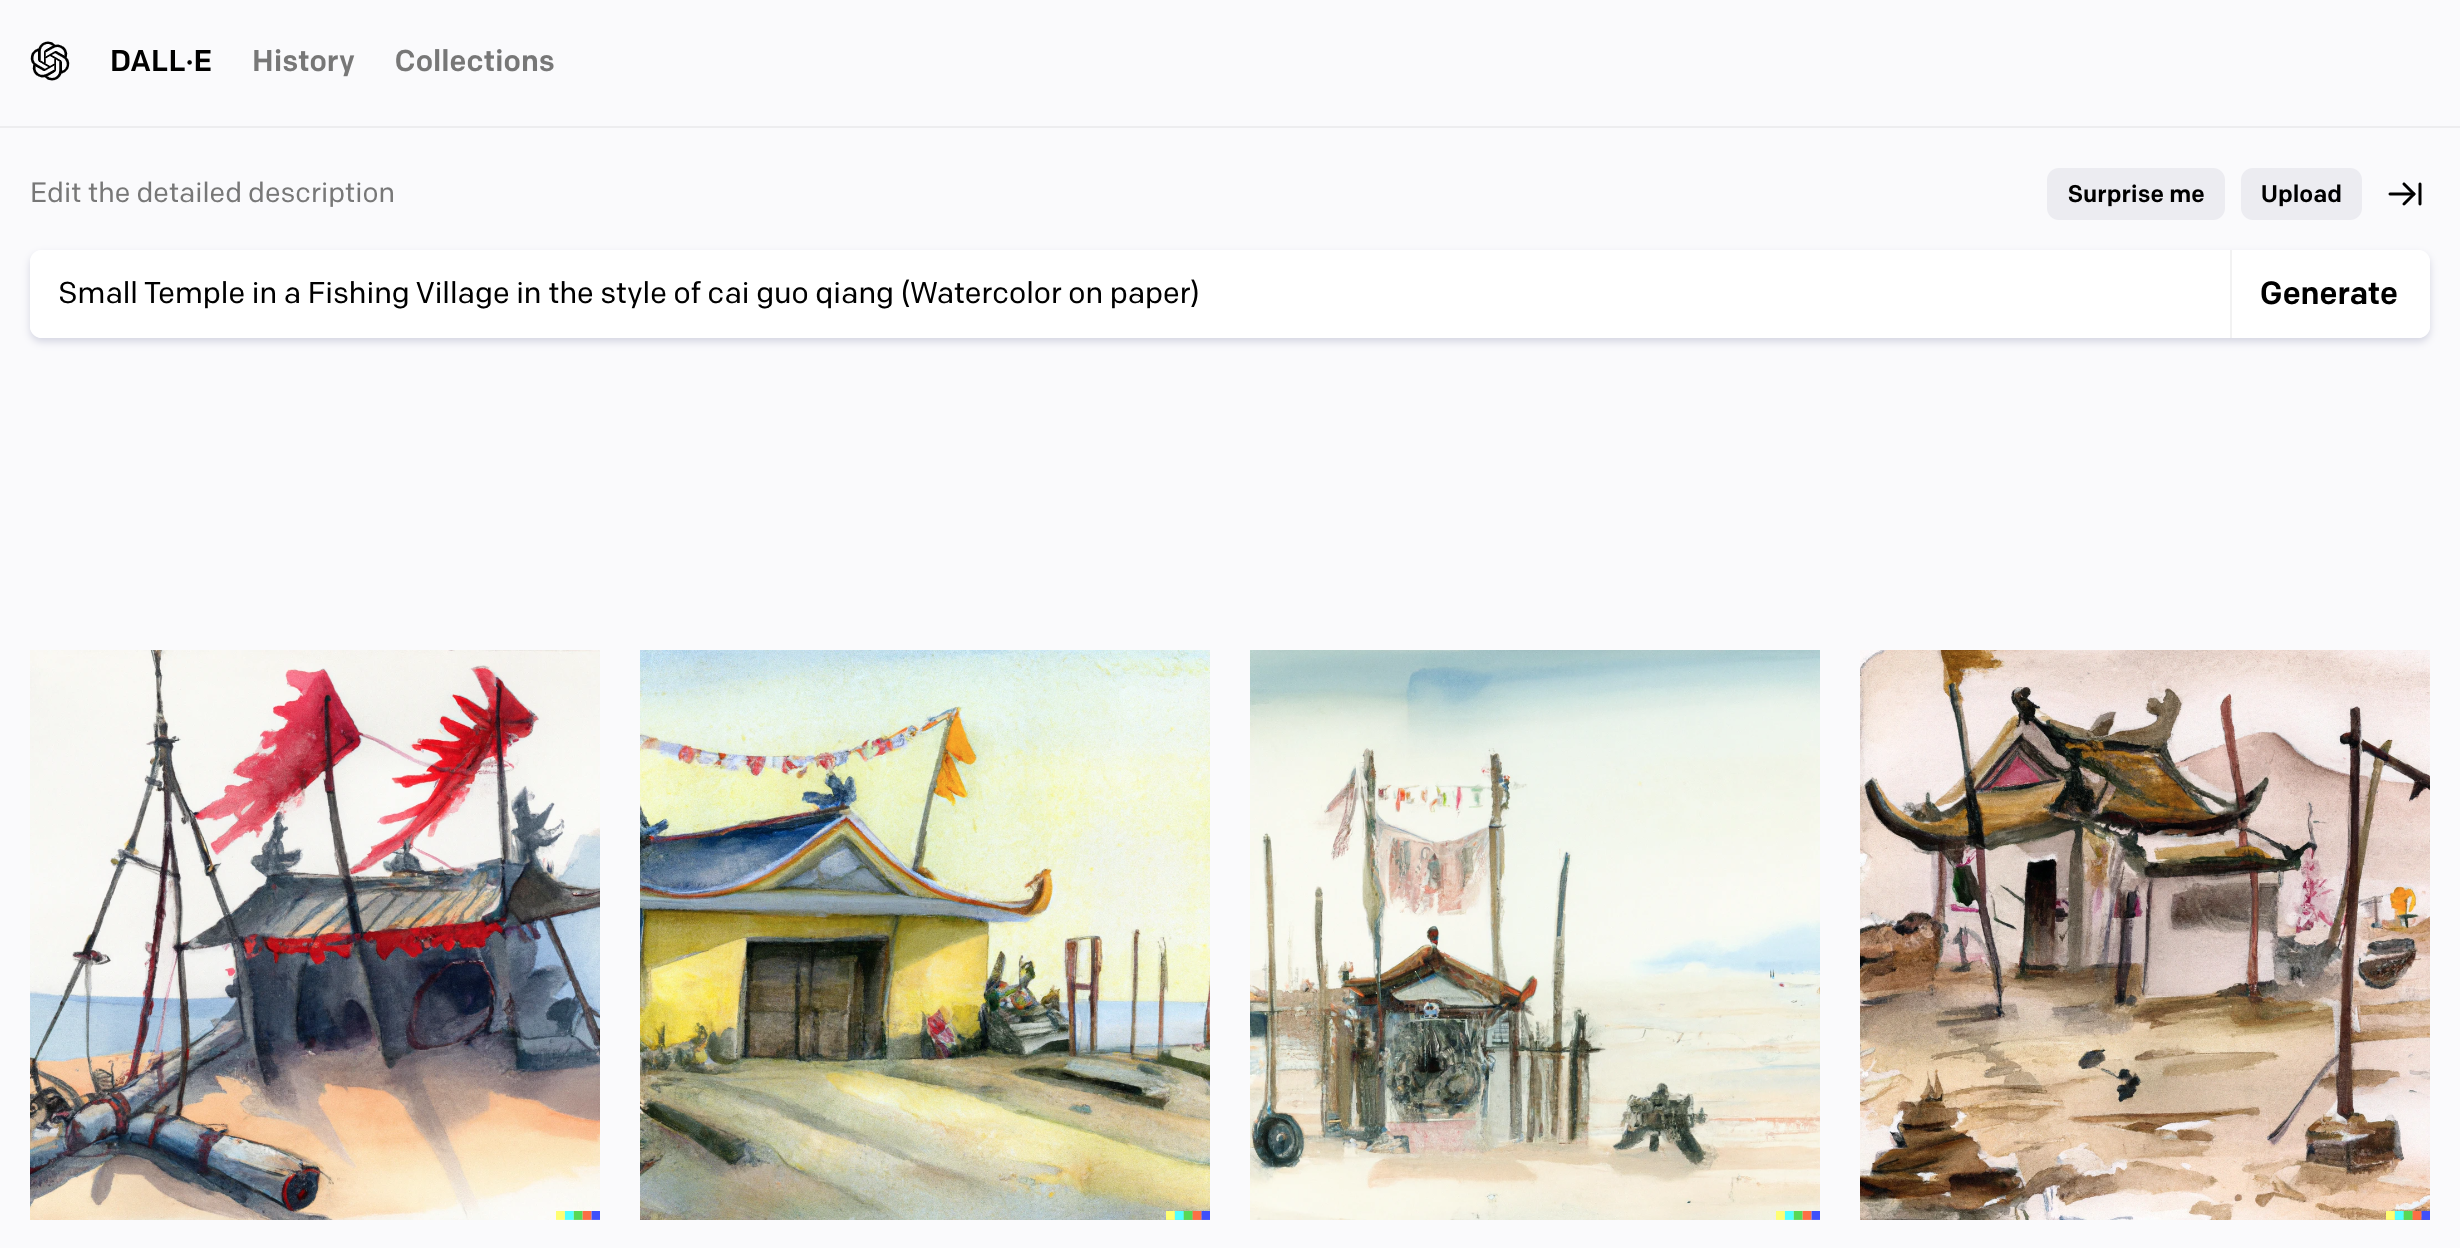 DALL·E History Collections
Edit the detailed description
Surprise me Upload
Small Temple in a Fishing Village in the style of cai guo qiang (Watercolor on paper)
Generate